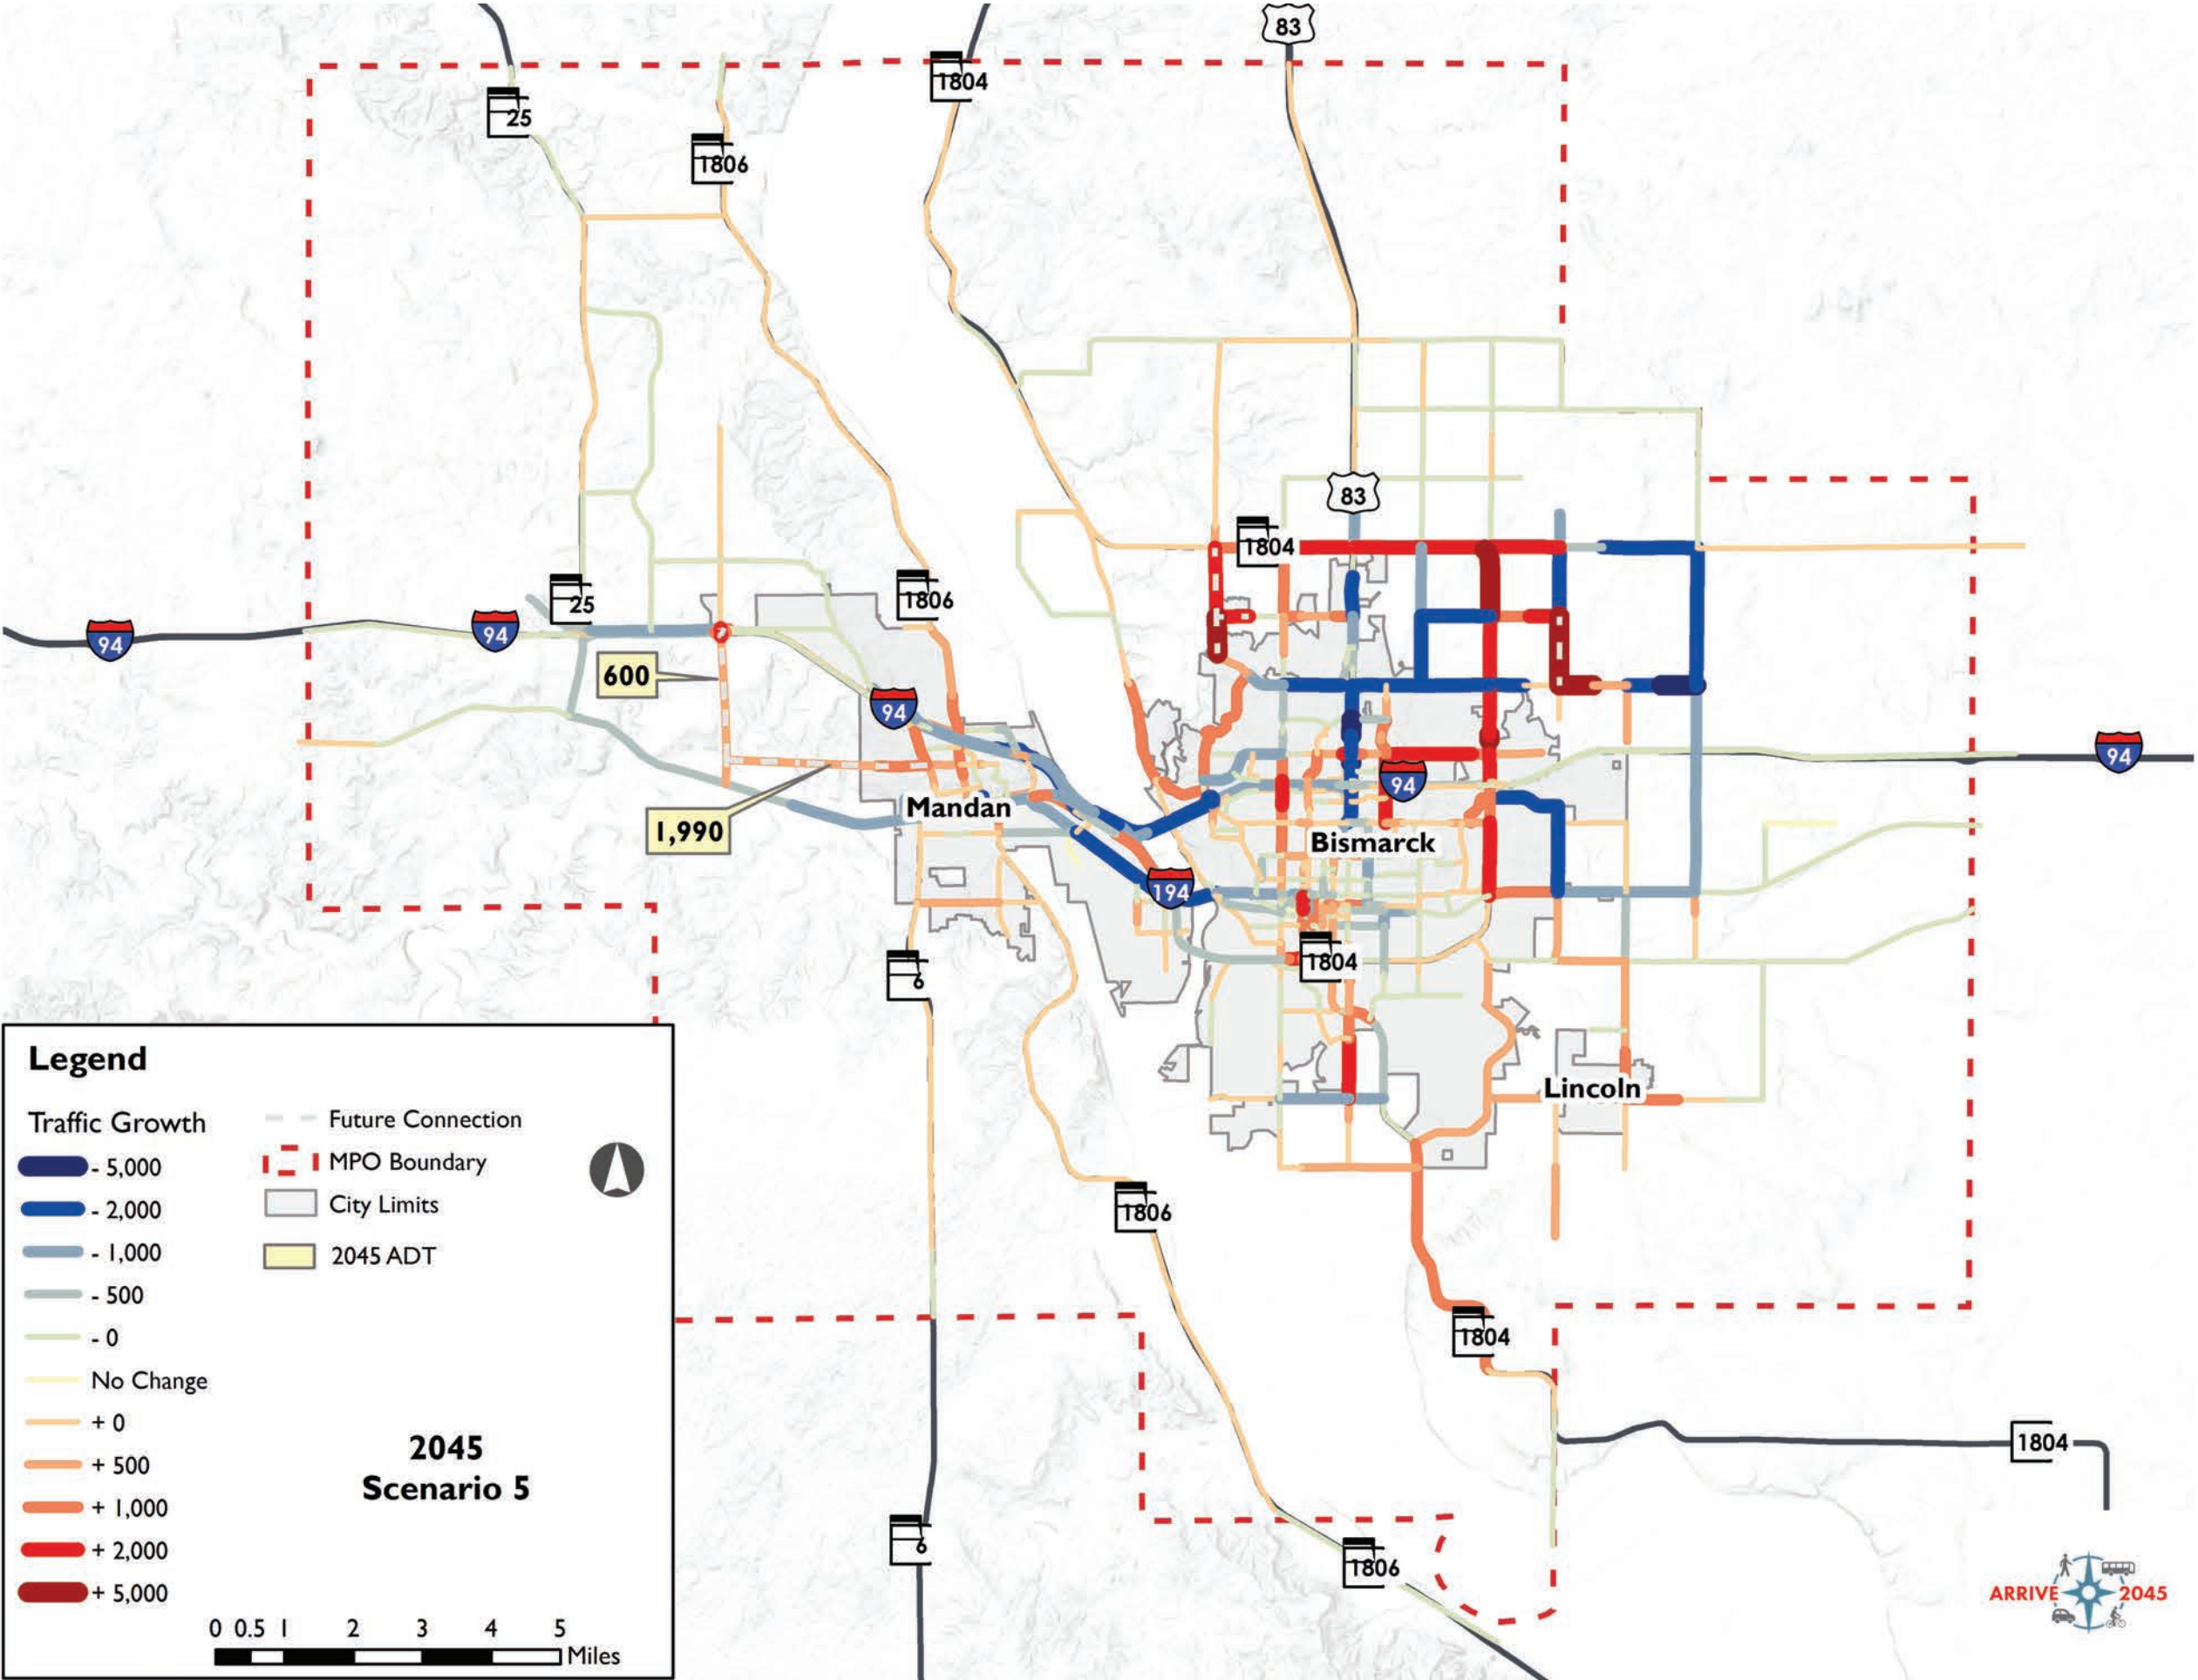 83
1804
25
1806
83
1804
25
1806
94
94
600
94
94
94
Mandan
1,990
Bismarck
194
1804
6
Lincoln
Legend
Traffic Growth
- 5,000
- 2,000
- 1,000
- 500
- 0
No Change
+ 0
+ 500
+ 1,000
+ 2,000
+ 5,000
Future Connection
MPO Boundary
City Limits
2045 ADT
2045
Scenario 5
0 0.5 1 2 3 4 5
Miles
1806
1804
1804
6
1806
ARRIVE 2045